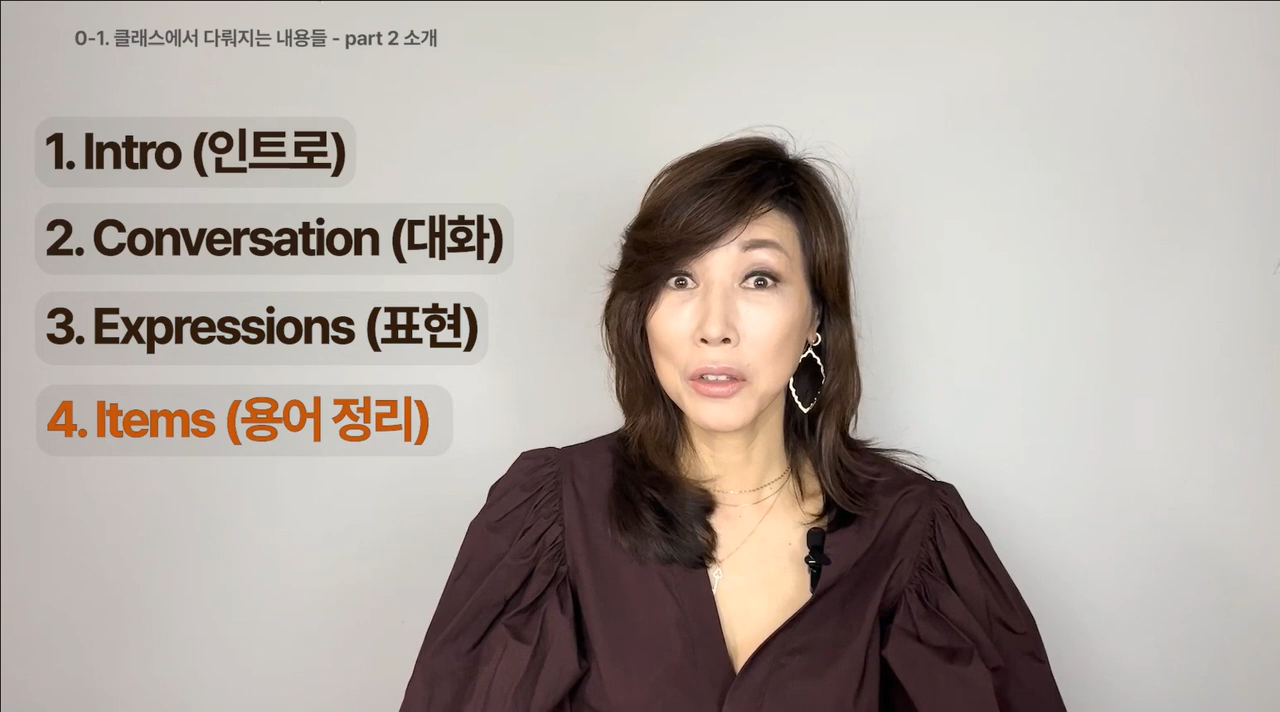 0-1. 클래스에서 다뤄지는 내용들 - part 2 소개
1. Intro (인트로)
2. Conversation (대화)
3. Expressions (표현)
4. Items (용어 정리)